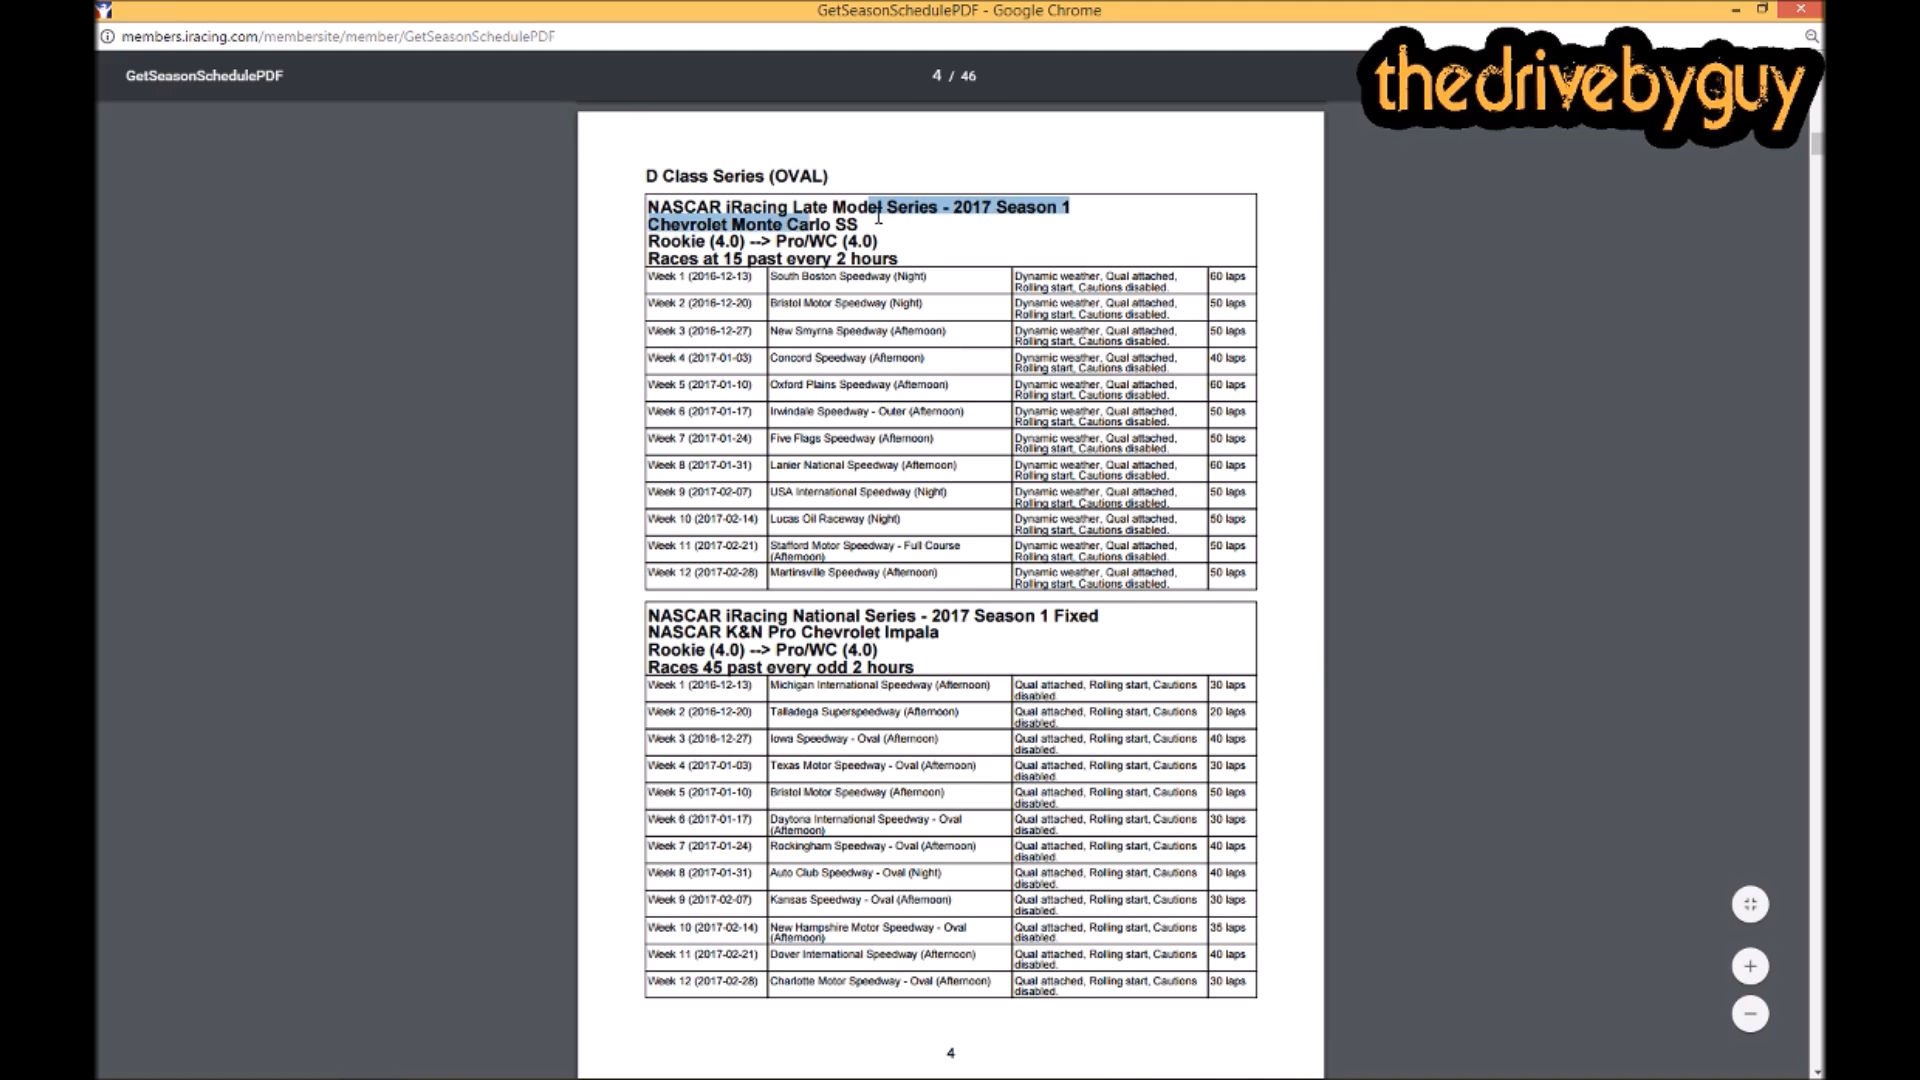 GetSeasonSchedulePDF - Google Chrome
members.iracing.com/membersite/member/GetSeasonSchedulePDF
GetSeasonSchedulePDF
4 / 46
thedrivebyguy
D Class Series (OVAL)
NASCAR iRacing Late Model Series - 2017 Season 1
Chevrolet Monte Carlo SS
Rookie (4.0) --> Pro/WC (4.0)
Races at 15 past every 2 hours
Week 1 (2016-12-13) South Boston Speedway (Night) Dynamic weather, Qual attached, 60 laps
Rolling start, Cautions disabled.
Week 2 (2016-12-20) Bristol Motor Speedway (Night) Dynamic weather, Qual attached, 50 laps
Rolling start, Cautions disabled.
Week 3 (2016-12-27) New Smyrna Speedway (Afternoon) Dynamic weather, Qual attached, 50 laps
Rolling start, Cautions disabled.
Week 4 (2017-01-03) Concord Speedway (Afternoon) Dynamic weather, Qual attached, 40 laps
Rolling start, Cautions disabled.
Week 5 (2017-01-10) Oxford Plains Speedway (Afternoon) Dynamic weather, Qual attached, 60 laps
Rolling start, Cautions disabled.
Week 6 (2017-01-17) Irwindale Speedway - Outer (Afternoon) Dynamic weather, Qual attached, 50 laps
Rolling start, Cautions disabled.
Week 7 (2017-01-24) Five Flags Speedway (Afternoon) Dynamic weather, Qual attached, 50 laps
Rolling start, Cautions disabled.
Week 8 (2017-01-31) Lanier National Speedway (Afternoon) Dynamic weather, Qual attached, 60 laps
Rolling start, Cautions disabled.
Week 9 (2017-02-07) USA International Speedway (Night) Dynamic weather, Qual attached, 50 laps
Rolling start, Cautions disabled.
Week 10 (2017-02-14) Lucas Oil Raceway (Night) Dynamic weather, Qual attached, 50 laps
Rolling start, Cautions disabled.
Week 11 (2017-02-21) Stafford Motor Speedway - Full Course Dynamic weather, Qual attached, 50 laps
(Afternoon) Rolling start, Cautions disabled.
Week 12 (2017-02-28) Martinsville Speedway (Afternoon) Dynamic weather, Qual attached, 50 laps
Rolling start, Cautions disabled.
NASCAR iRacing National Series - 2017 Season 1 Fixed
NASCAR K&N Pro Chevrolet Impala
Rookie (4.0) --> Pro/WC (4.0)
Races 45 past every odd 2 hours
Week 1 (2016-12-13) Michigan International Speedway (Afternoon) Qual attached, Rolling start, Cautions 30 laps
disabled.
Week 2 (2016-12-20) Talladega Superspeedway (Afternoon) Qual attached, Rolling start, Cautions 20 laps
disabled.
Week 3 (2016-12-27) Iowa Speedway - Oval (Afternoon) Qual attached, Rolling start, Cautions 40 laps
disabled.
Week 4 (2017-01-03) Texas Motor Speedway - Oval (Afternoon) Qual attached, Rolling start, Cautions 30 laps
disabled.
Week 5 (2017-01-10) Bristol Motor Speedway (Afternoon) Qual attached, Rolling start, Cautions 50 laps
disabled.
Week 6 (2017-01-17) Daytona International Speedway - Oval Qual attached, Rolling start, Cautions 30 laps
(Afternoon) disabled.
Week 7 (2017-01-24) Rockingham Speedway - Oval (Afternoon) Qual attached, Rolling start, Cautions 40 laps
disabled.
Week 8 (2017-01-31) Auto Club Speedway - Oval (Night) Qual attached, Rolling start, Cautions 40 laps
disabled.
Week 9 (2017-02-07) Kansas Speedway - Oval (Afternoon) Qual attached, Rolling start, Cautions 30 laps
disabled.
Week 10 (2017-02-14) New Hampshire Motor Speedway - Oval Qual attached, Rolling start, Cautions 35 laps
(Afternoon) disabled.
Week 11 (2017-02-21) Dover International Speedway (Afternoon) Qual attached, Rolling start, Cautions 40 laps
disabled.
Week 12 (2017-02-28) Charlotte Motor Speedway - Oval (Afternoon) Qual attached, Rolling start, Cautions 30 laps
disabled.
4